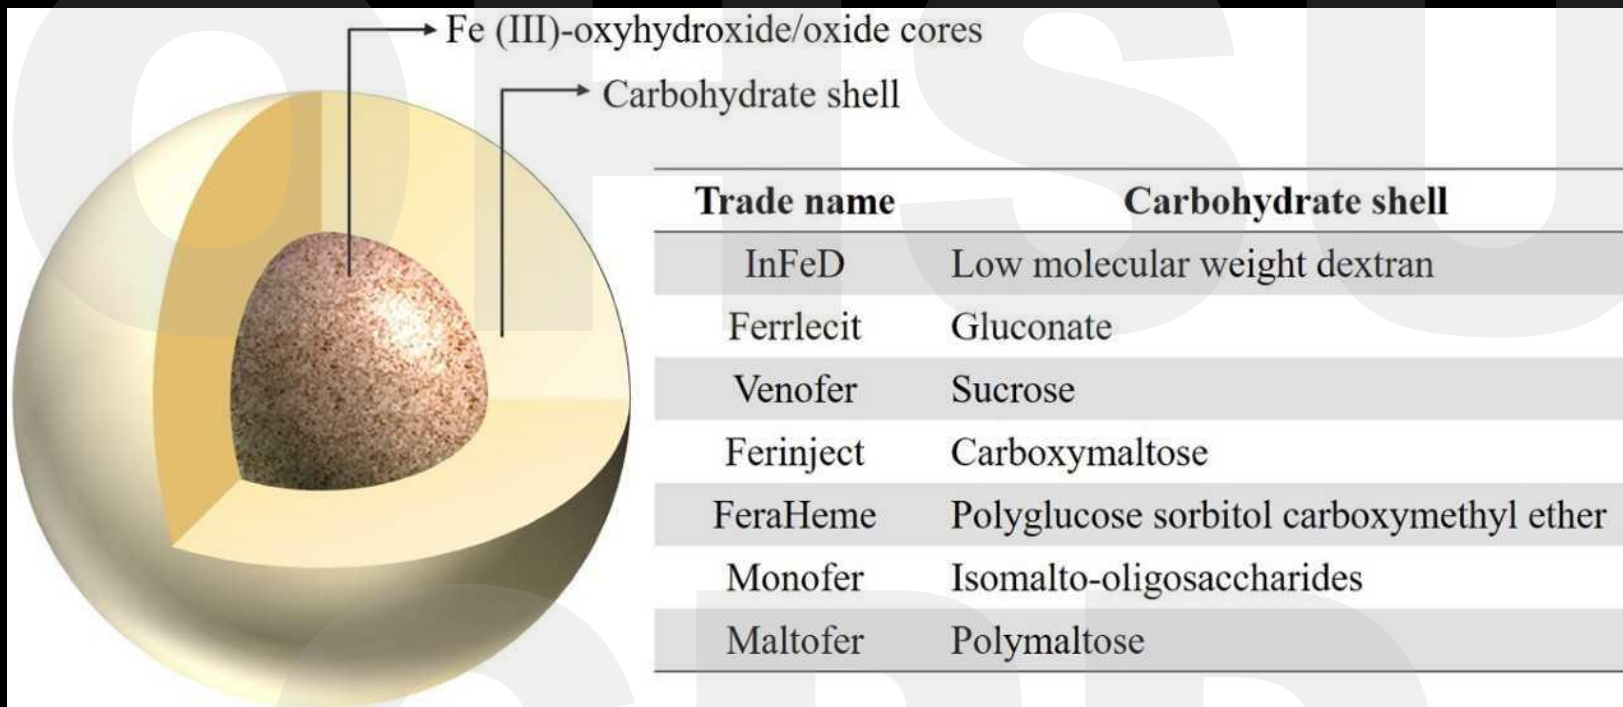 Fe (III)-oxyhydroxide/oxide cores
Carbohydrate shell
Trade name Carbohydrate shell
InFeD Low molecular weight dextran
Ferrlecit Gluconate
Venofer Sucrose
Ferinject Carboxymaltose
FeraHeme Polyglucose sorbitol carboxymethyl ether
Monofer Isomalto-oligosaccharides
Maltofer Polymaltose
OHSU